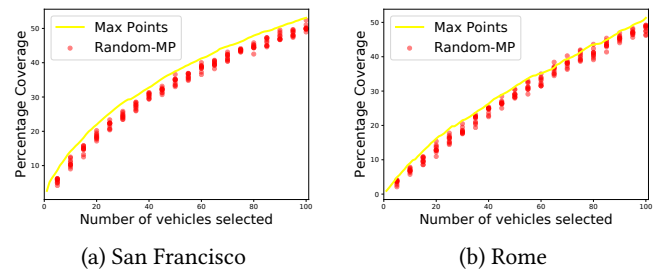 Max Points
Random-MP
Percentage Coverage
50
40
30
20
10
0
20
40
60
80
100
Number of vehicles selected
(a) San Francisco
Max Points
Random-MP
Percentage Coverage
50
40
30
20
10
0
0
20
40
60
80
100
Number of vehicles selected
(b) Rome